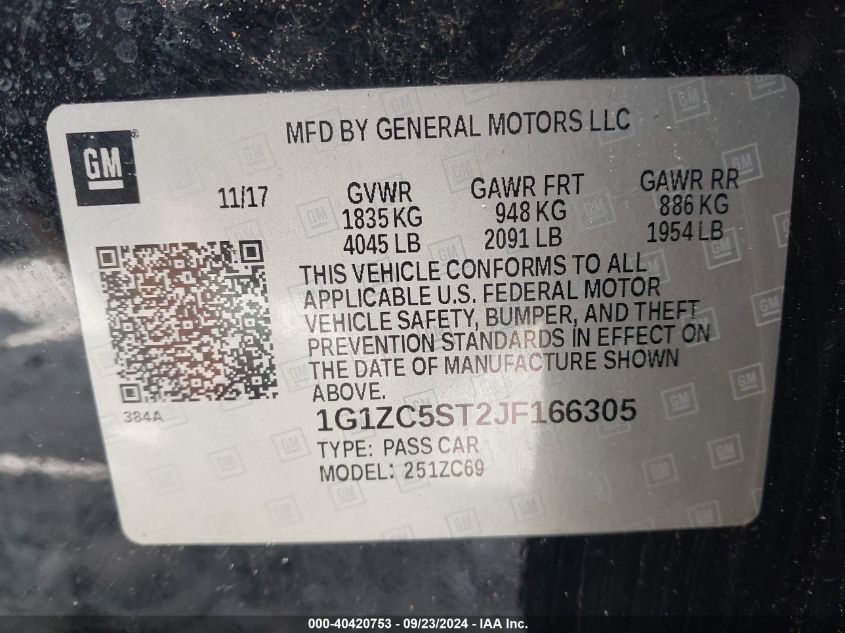 MFD BY GENERAL MOTORS LLC
GM
11/17
GVWR
1835 KG
4045 LB
GAWR FRT
948 KG
2091 LB
GAWR RR
886 KG
1954 LB
THIS VEHICLE CONFORMS TO ALL
APPLICABLE U.S. FEDERAL MOTOR
VEHICLE SAFETY, BUMPER, AND THEFT
PREVENTION STANDARDS IN EFFECT ON
THE DATE OF MANUFACTURE SHOWN
ABOVE.
384A
1G1ZC5ST2JF166305
TYPE: PASS CAR
MODEL: 251ZC69
000-40420753 - 09/23/2024 - IAA Inc.